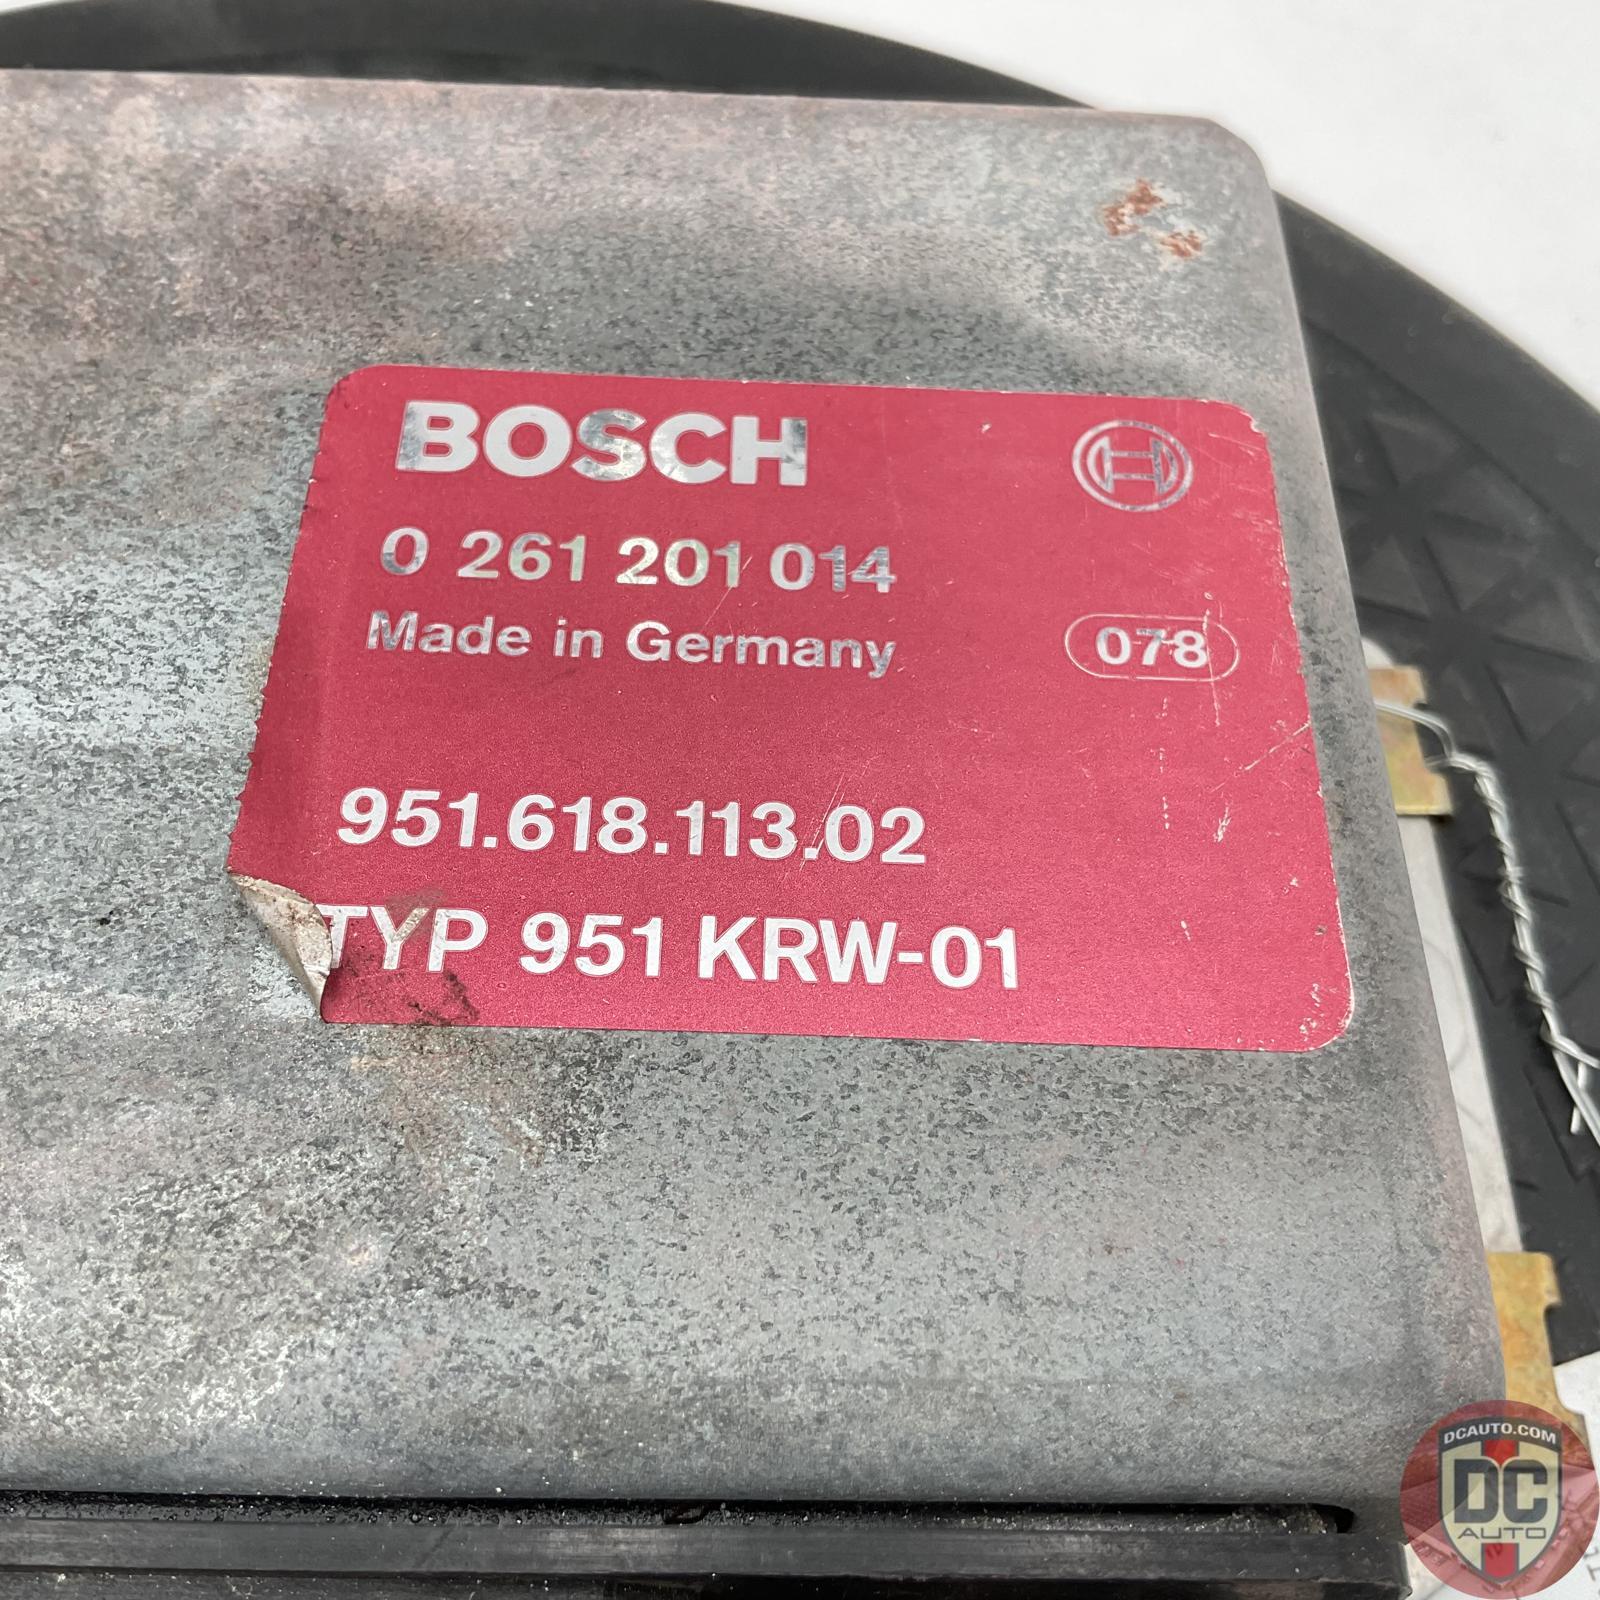 BOSCH
0 261 201 014
Made in Germany
078
951.618.113.02
TYP 951 KRW-01
DCAUTO.COM
DC
AUTO